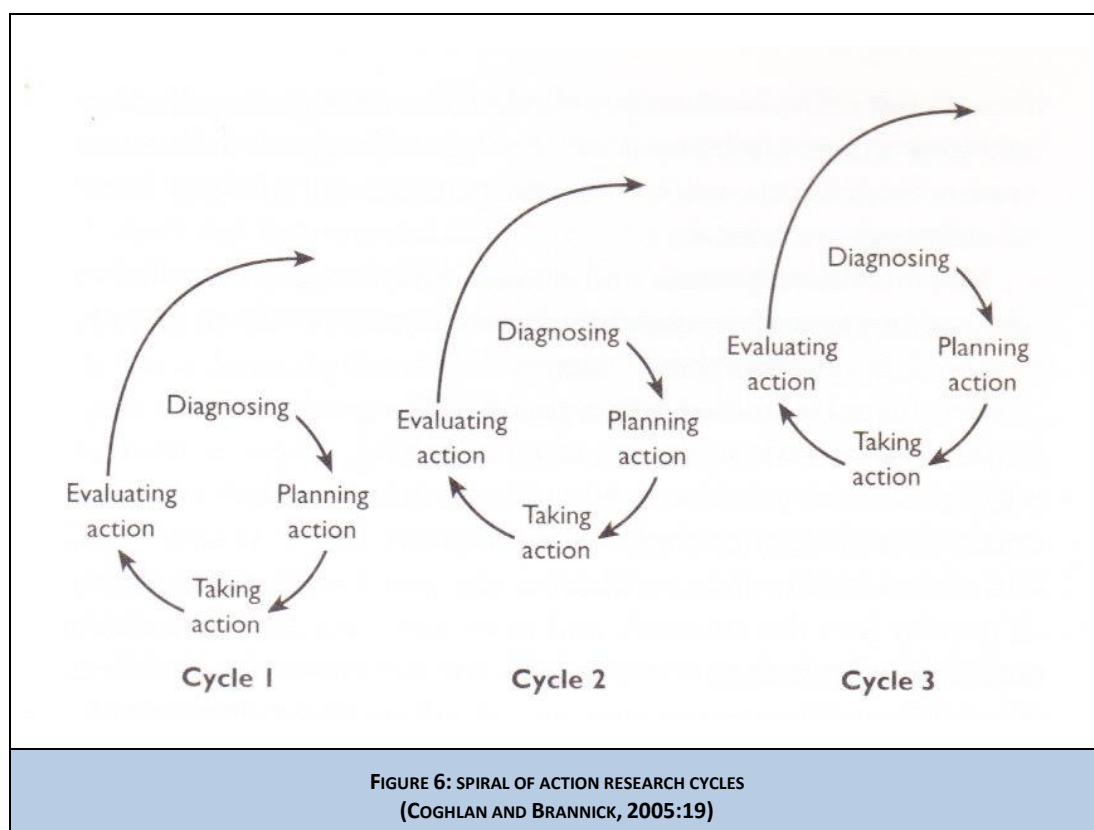 Diagnosing
Evaluating
action
Planning
action
Taking
action
Cycle 1
Diagnosing
Evaluating
action
Planning
action
Taking
action
Cycle 2
Diagnosing
Evaluating
action
Planning
action
Taking
action
Cycle 3
FIGURE 6: SPIRAL OF ACTION RESEARCH CYCLES
(COGHLAN AND BRANNICK, 2005:19)